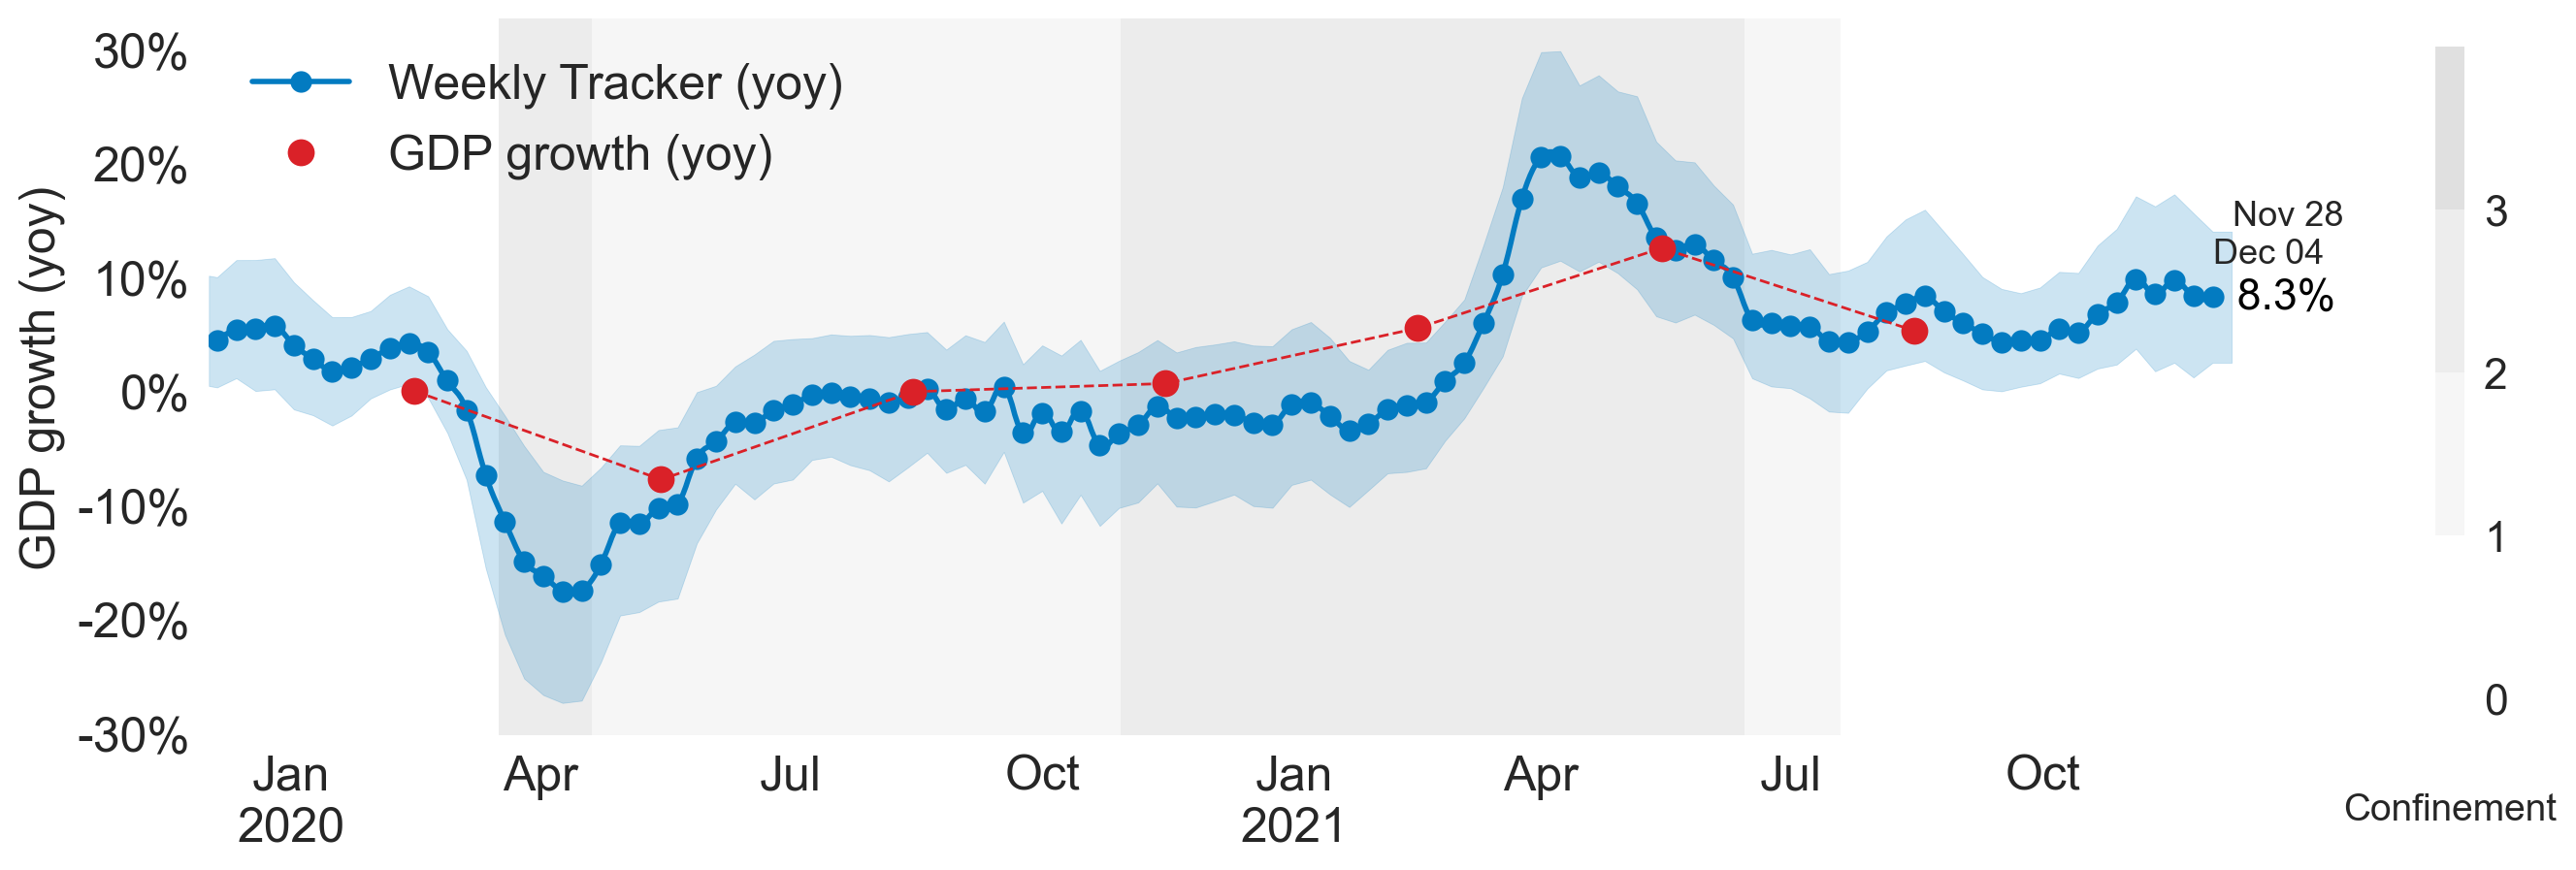 30%
20%
10%
0%
-10%
-20%
-30%
GDP growth (yoy)
Weekly Tracker (yoy)
GDP growth (yoy)
Nov 28
Dec 04
8.3%
3
2
1
0
Confinement
Jan Apr Jul Oct Jan Apr Jul Oct
2020 2021